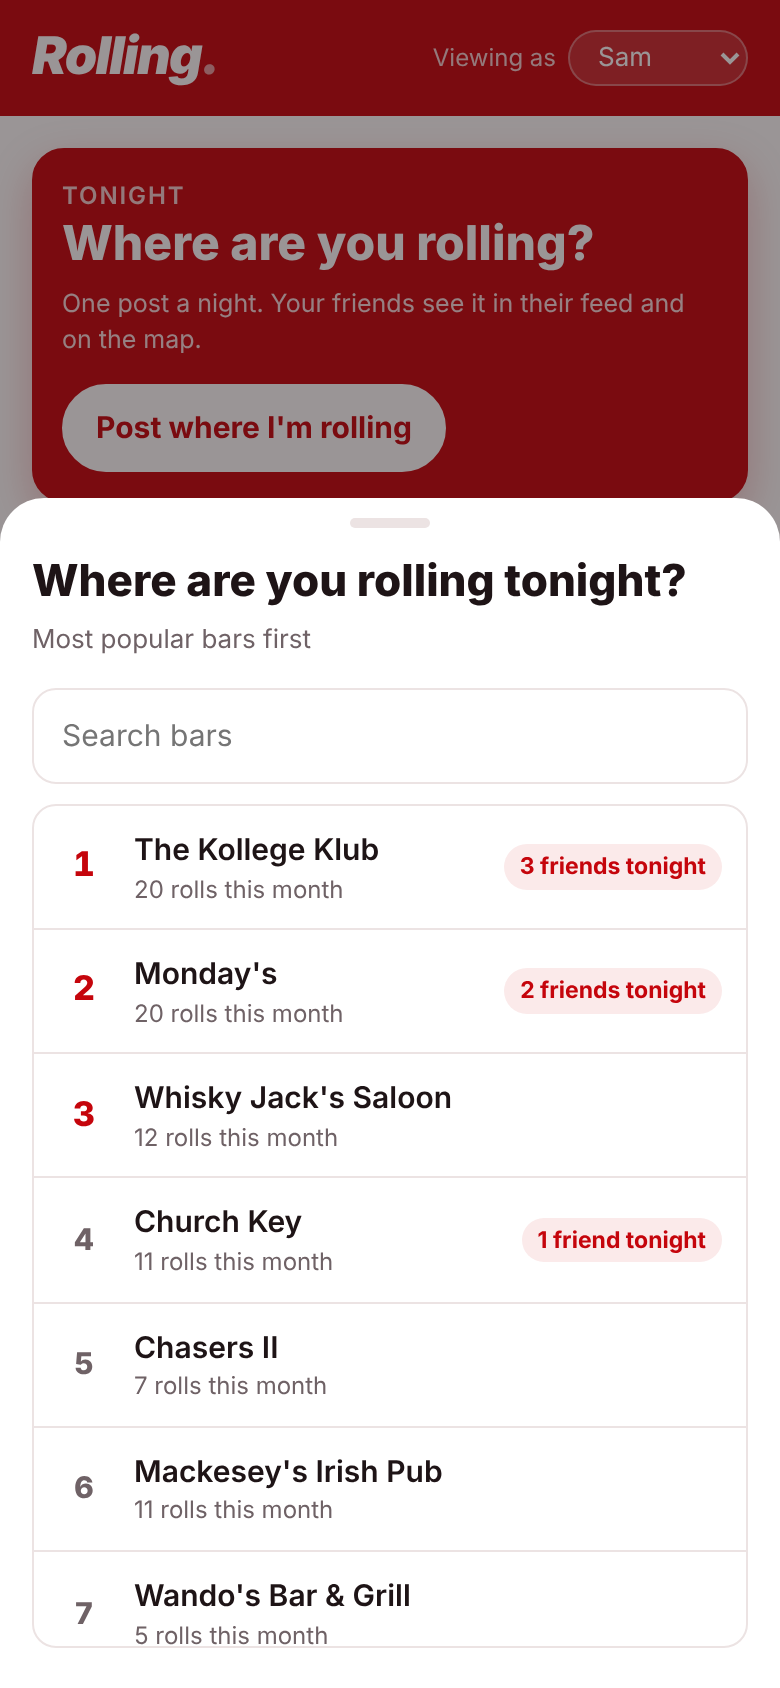 Rolling.
Viewing as
Sam
TONIGHT
Where are you rolling?
One post a night. Your friends see it in their feed and
on the map.
Post where I'm rolling
Where are you rolling tonight?
Most popular bars first
Search bars
1
The Kollege Klub
20 rolls this month
3 friends tonight
2
Monday's
20 rolls this month
2 friends tonight
3
Whisky Jack's Saloon
12 rolls this month
4
Church Key
11 rolls this month
1 friend tonight
5
Chasers II
7 rolls this month
6
Mackesey's Irish Pub
11 rolls this month
7
Wando's Bar & Grill
5 rolls this month